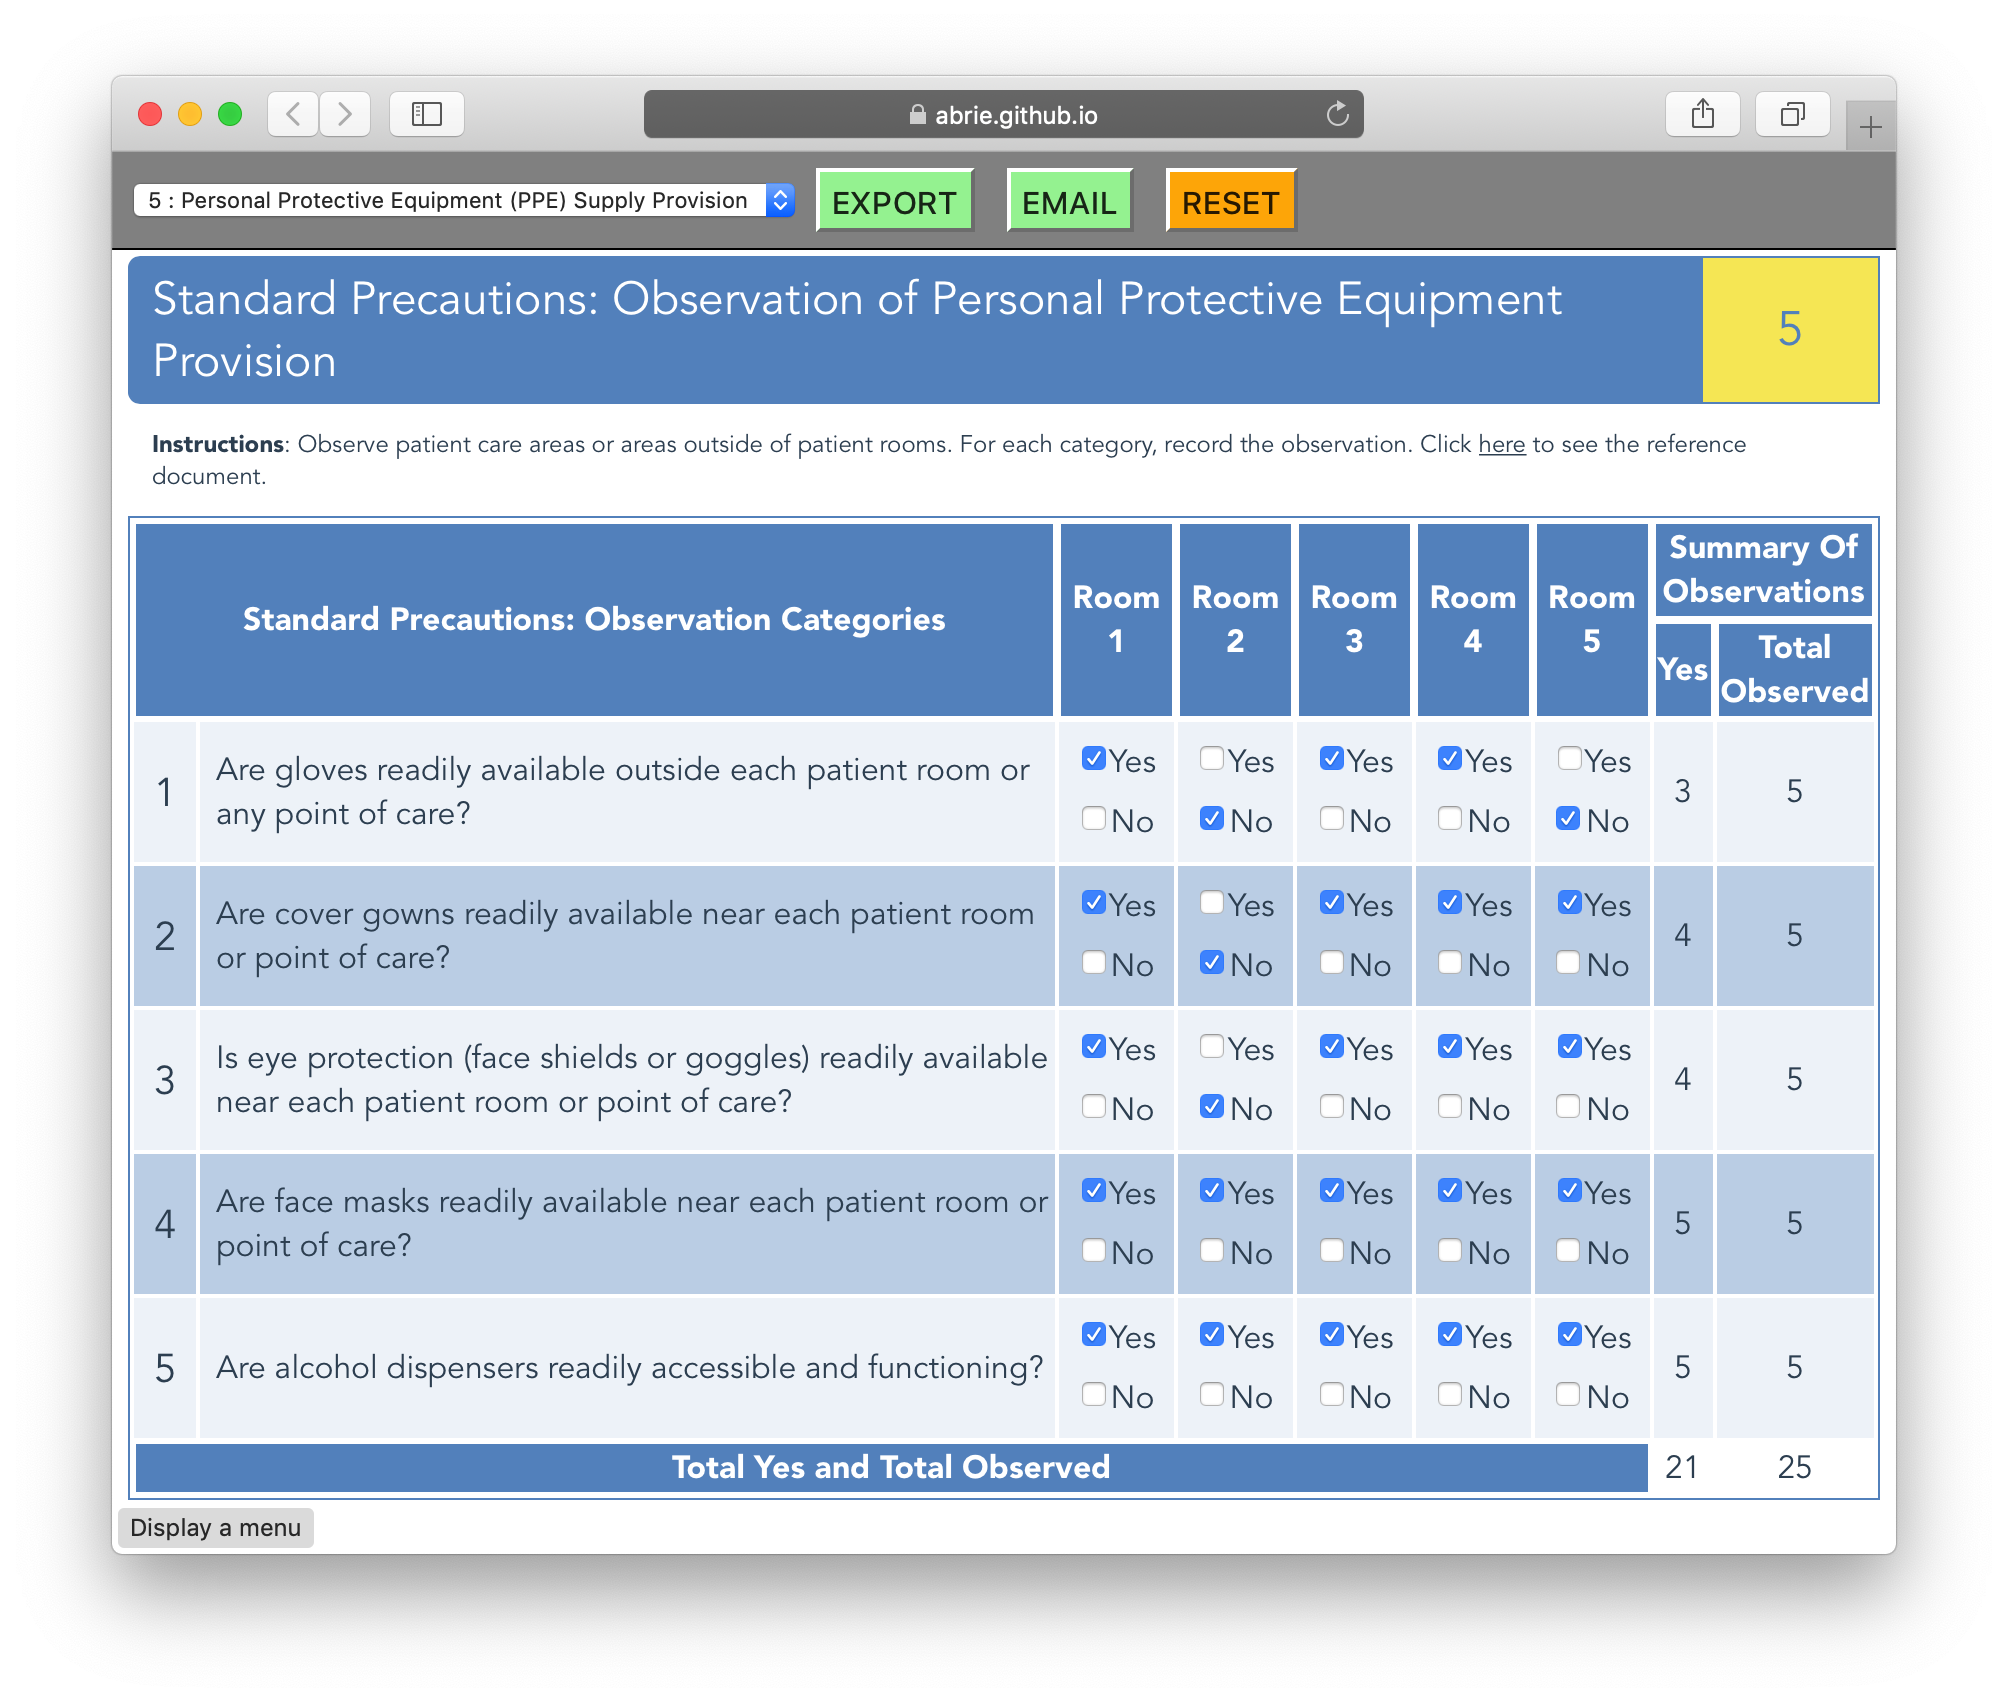 abrie.github.io
5 : Personal Protective Equipment (PPE) Supply Provision
EXPORT
EMAIL
RESET
Standard Precautions: Observation of Personal Protective Equipment
Provision
5
Instructions: Observe patient care areas or areas outside of patient rooms. For each category, record the observation. Click here to see the reference
document.
Standard Precautions: Observation Categories
Room
1
Room
2
Room
3
Room
4
Room
5
Summary Of
Observations
Yes
Total
Observed
1
Are gloves readily available outside each patient room or
any point of care?
Yes Yes Yes Yes Yes
No No No No No
3
5
2
Are cover gowns readily available near each patient room
or point of care?
Yes Yes Yes Yes Yes
No No No No No
4
5
3
Is eye protection (face shields or goggles) readily available
near each patient room or point of care?
Yes Yes Yes Yes Yes
No No No No No
4
5
4
Are face masks readily available near each patient room or
point of care?
Yes Yes Yes Yes Yes
No No No No No
5
5
5
Are alcohol dispensers readily accessible and functioning?
Yes Yes Yes Yes Yes
No No No No No
5
5
Total Yes and Total Observed
21
25
Display a menu